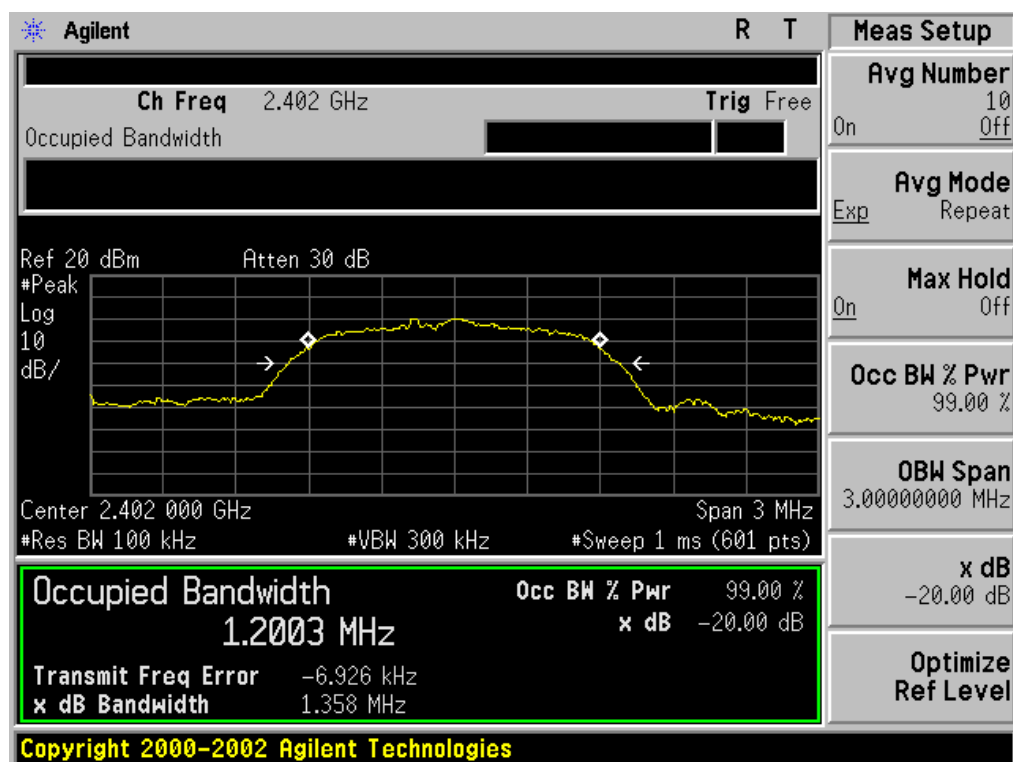 Agilent R T
Ch Freq 2.402 GHz Trig Free
Occupied Bandwidth
Ref 20 dBm Atten 30 dB
#Peak
Log
10
dB/
Center 2.402 000 GHz Span 3 MHz
#Res BW 100 kHz #VBW 300 kHz #Sweep 1 ms (601 pts)
Occupied Bandwidth Occ BW % Pwr 99.00 %
1.2003 MHz x dB -20.00 dB
Transmit Freq Error -6.926 kHz
x dB Bandwidth 1.358 MHz
Copyright 2000-2002 Agilent Technologies
Meas Setup
Avg Number
10
On Off
Avg Mode
Exp Repeat
Max Hold
On Off
Occ BW % Pwr
99.00 %
OBW Span
3.00000000 MHz
x dB
-20.00 dB
Optimize
Ref Level